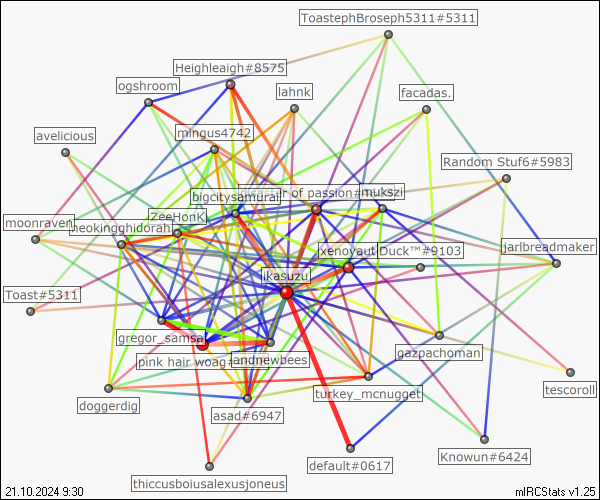 ToastephBroseph5311#5311
Heighleaigh#8575
ogshroom
lahnk
facadas.
avelicious
mingus4742
Random Stuf6#5983
bigcitysamurai
disaster of passion#
mukszi
ZeeHonK
moonraven
heokingghidorah
xenoyaut
Duck™#9103
jarlbreadmaker
ikasuzu
Toast#5311
gregor_samsa
pink hair woag
andnewbees
gazpachoman
tescoroll
turkey_mcnugget
doggerdig
asad#6947
Knowun#6424
default#0617
thiccusboiusalexusjoneus
21.10.2024 9:30
mIRCStats v1.25